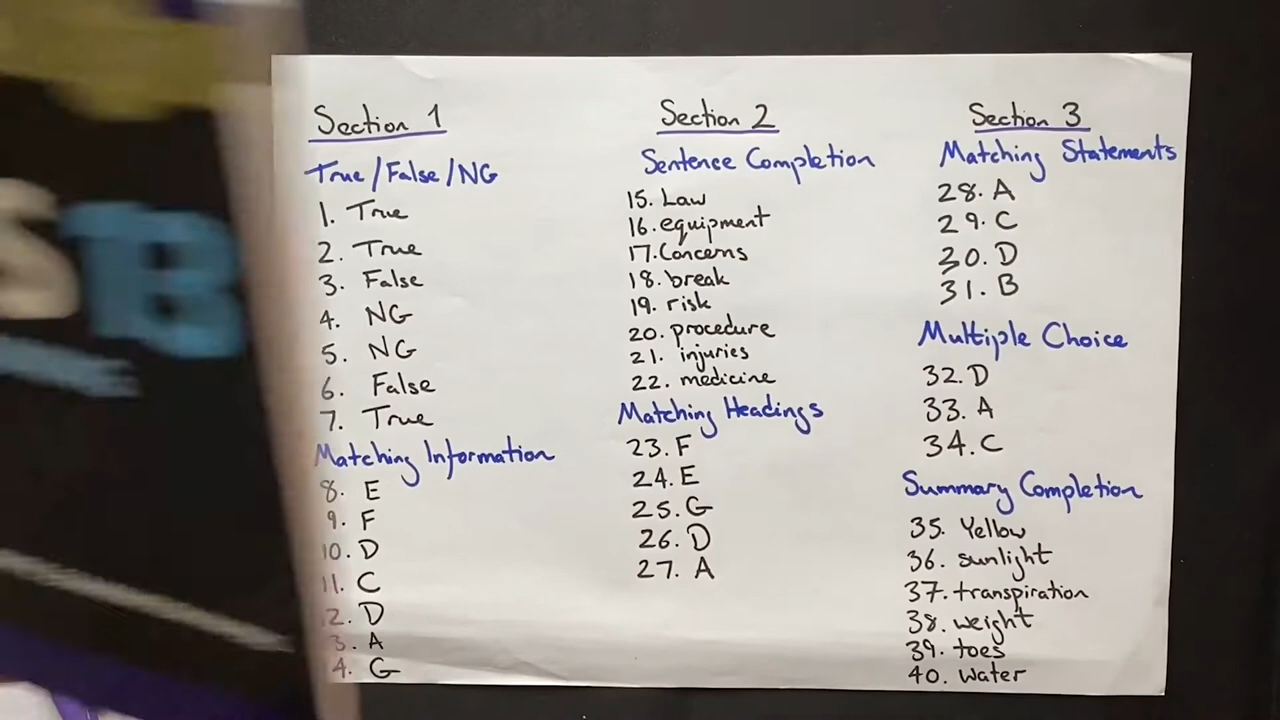 Section 1
True/False/NG
1. True
2. True
3. False
4. NG
5. NG
6. False
7. True
Matching Information
8. E
9. F
10. D
11. C
12. D
3. A
4. G
Section 2
Sentence Completion
15. Law
16. equipment
17. Concerns
18. break
19. risk
20. procedure
21. injuries
22. medicine
Matching Headings
23. F
24. E
25. G
26. D
27. A
Section 3
Matching Statements
28. A
29. C
30. D
31. B
Multiple Choice
32. D
33. A
34. C
Summary Completion
35. Yellow
36. sunlight
37. transpiration
38. weight
39. toes
40. water